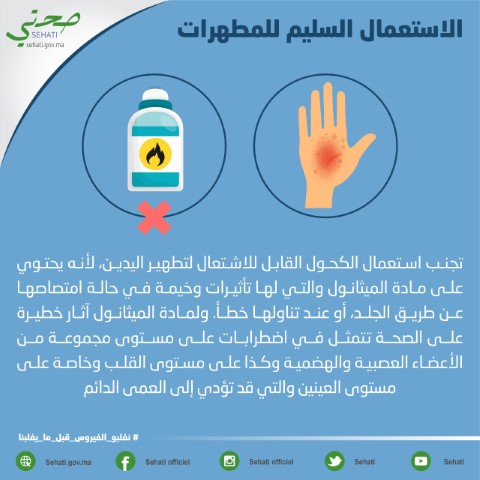 صحتي
SEHATI
sehati.gov.ma
الاستعمال السليم للمطهرات
تجنب استعمال الكحول القابل للاشتعال لتطهير اليدين، لأنه يحتوي
على مادة الميثانول والتي لها تأثيرات وخيمة في حالة امتصاصها
عن طريق الجلد، أو عند تناولها خطأ. ولمادة الميثانول آثار خطيرة
على الصحة تتمثل في اضطرابات على مستوى مجموعة من
الأعضاء العصبية والهضمية وكذا على مستوى القلب وخاصة على
مستوى العينين والتي قد تؤدي إلى العمى الدائم
# نغلبو_الفيروس_قبل_ما_يغلبنا
Sehati.gov.ma
Sehati officiel
Sehati officiel
Sehati
Sehati